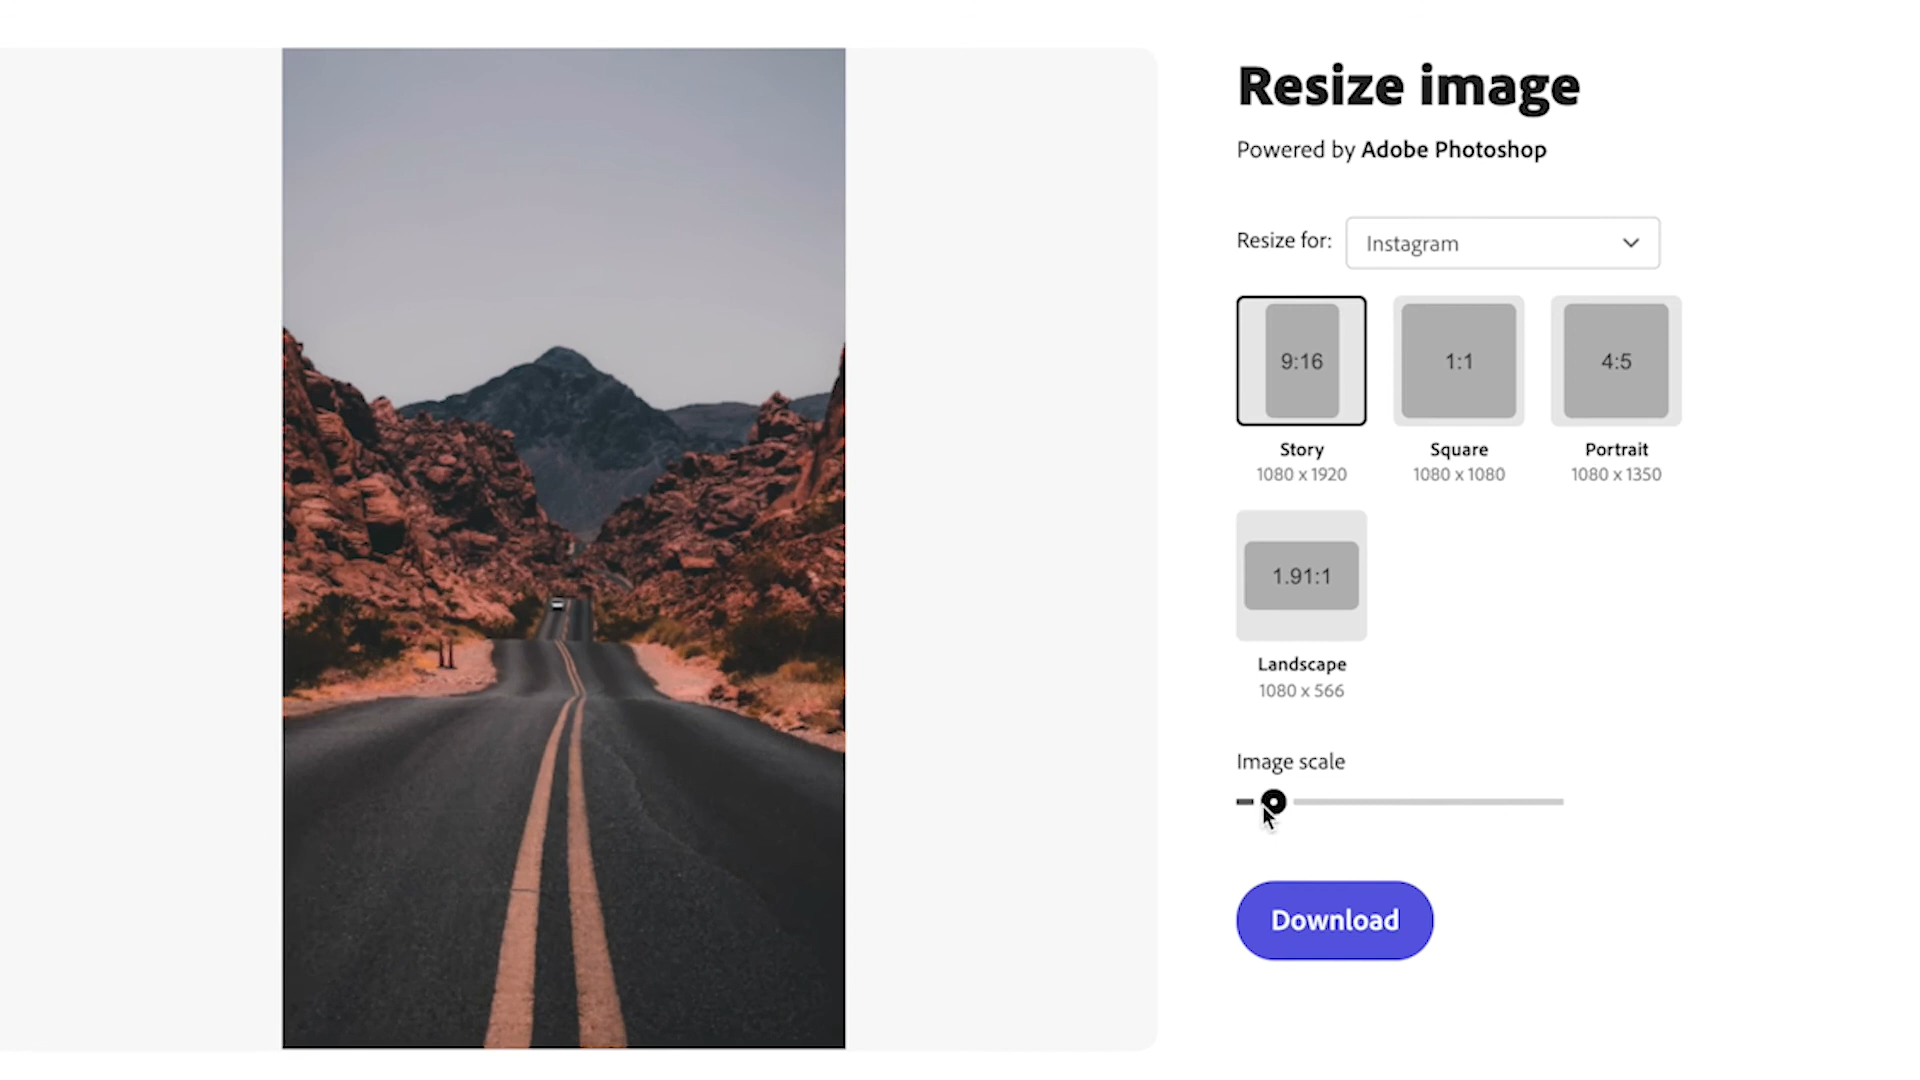 Resize image
Powered by Adobe Photoshop
Resize for: Instagram
9:16
1:1
4:5
Story
Square
Portrait
1080 x 1920
1080 x 1080
1080 x 1350
1.91:1
Landscape
1080 x 566
Image scale
Download